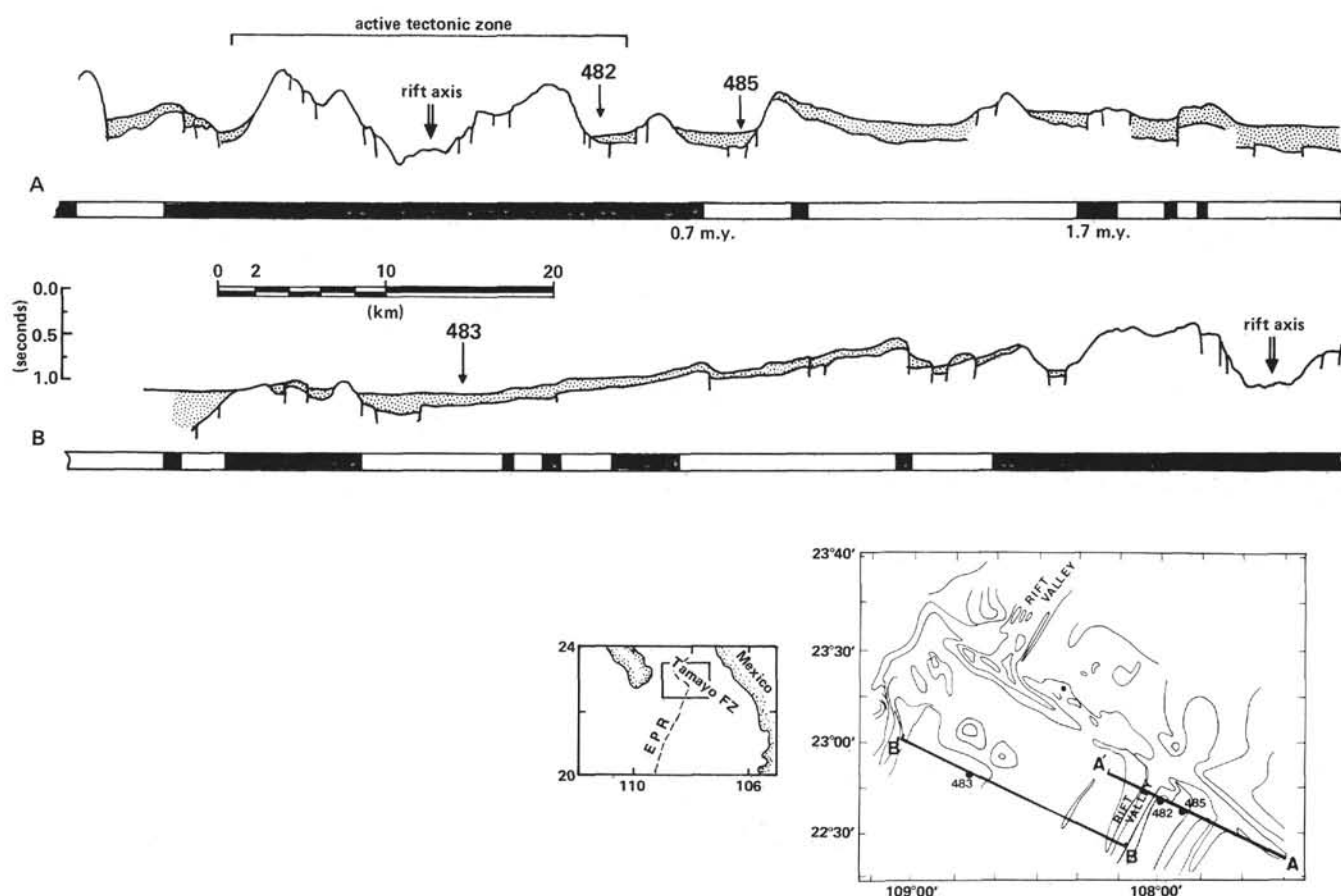 active tectonic zone
482
485
rift axis
A
0.7 m.y.
1.7 m.y.
0 2 10 20
(km)
0.0
0.5
1.0
(seconds)
483
rift axis
B
24
20
110
106
Mexico
Tamayo FZ
EPR
23°40'
23°30'
23°00'
22°30'
109°00'
108°00'
RIFT
VALLEY
B'
483
A'
RIFT
VALLEY
482
485
B
A